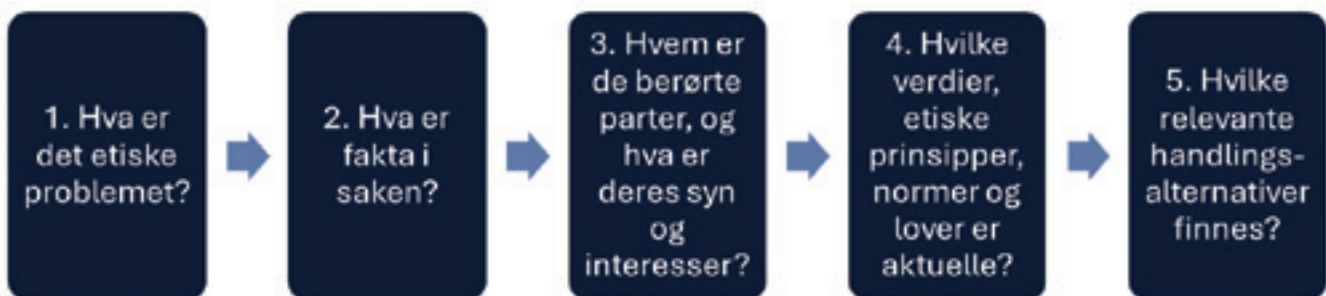 1. Hva er
det etiske
problemet?
2. Hva er
fakta i
saken?
3. Hvem er
de berørte
parter, og
hva er
deres syn
og
interesser?
4. Hvilke
verdier,
etiske
prinsipper,
normer og
lover er
aktuelle?
5. Hvilke
relevante
handlings-
alternativer
finnes?